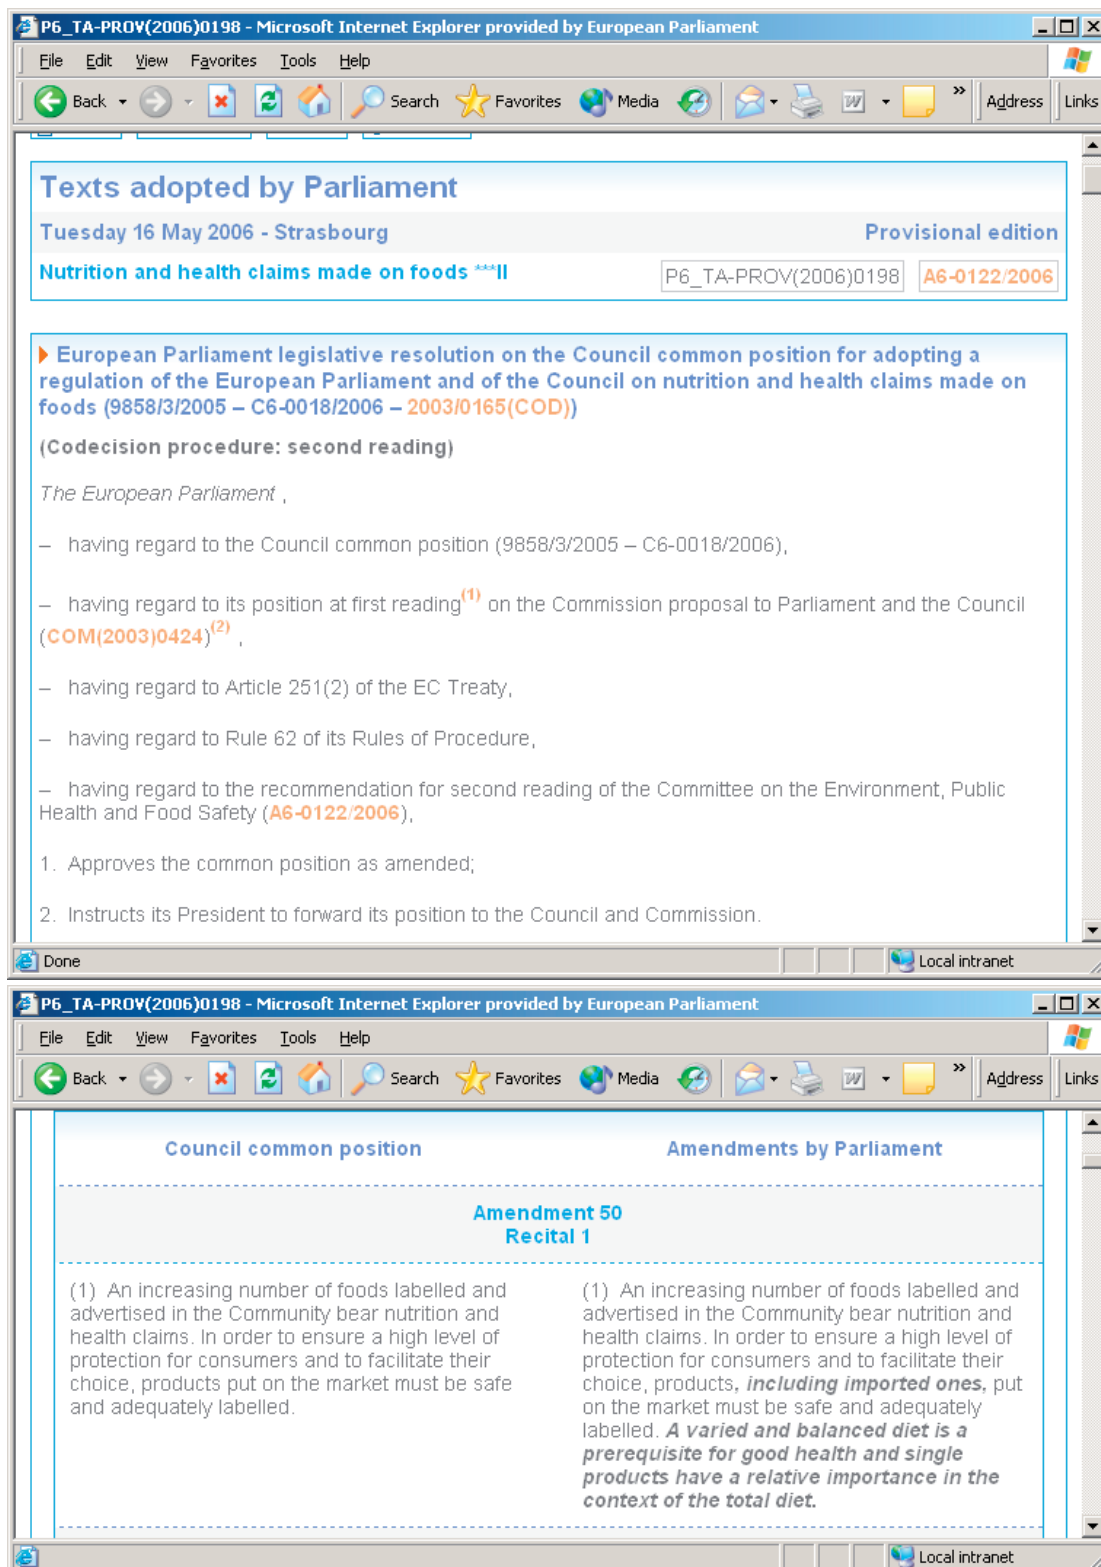 P6_TA-PROV(2006)0198 - Microsoft Internet Explorer provided by European Parliament
File Edit View Favorites Tools Help
Back Search Favorites Media » Address Links
Texts adopted by Parliament
Tuesday 16 May 2006 - Strasbourg Provisional edition
Nutrition and health claims made on foods ***II P6_TA-PROV(2006)0198 A6-0122/2006
European Parliament legislative resolution on the Council common position for adopting a
regulation of the European Parliament and of the Council on nutrition and health claims made on
foods (9858/3/2005 – C6-0018/2006 – 2003/0165(COD))
(Codecision procedure: second reading)
The European Parliament ,
– having regard to the Council common position (9858/3/2005 – C6-0018/2006),
– having regard to its position at first reading(1) on the Commission proposal to Parliament and the Council
(COM(2003)0424)(2) ,
– having regard to Article 251(2) of the EC Treaty,
– having regard to Rule 62 of its Rules of Procedure,
– having regard to the recommendation for second reading of the Committee on the Environment, Public
Health and Food Safety (A6-0122/2006),
1. Approves the common position as amended;
2. Instructs its President to forward its position to the Council and Commission.
Done Local intranet
P6_TA-PROV(2006)0198 - Microsoft Internet Explorer provided by European Parliament
File Edit View Favorites Tools Help
Back Search Favorites Media » Address Links
Council common position Amendments by Parliament
Amendment 50
Recital 1
(1) An increasing number of foods labelled and
advertised in the Community bear nutrition and
health claims. In order to ensure a high level of
protection for consumers and to facilitate their
choice, products put on the market must be safe
and adequately labelled.
(1) An increasing number of foods labelled and
advertised in the Community bear nutrition and
health claims. In order to ensure a high level of
protection for consumers and to facilitate their
choice, products, including imported ones, put
on the market must be safe and adequately
labelled. A varied and balanced diet is a
prerequisite for good health and single
products have a relative importance in the
context of the total diet.
Local intranet